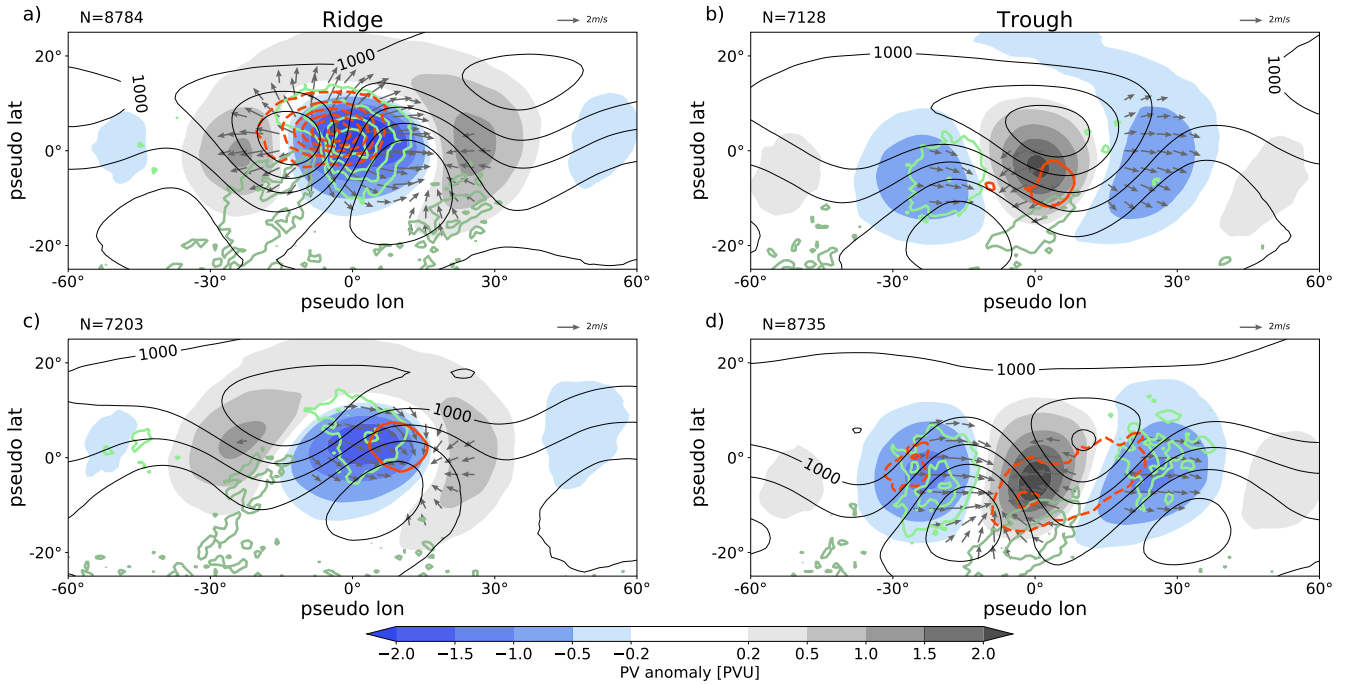 a) N=8784 Ridge 2m/s
b) N=7128 Trough 2m/s
pseudo lat
20°
0°
-20°
1000
1000
-60° -30° 0° 30° 60°
pseudo lon
pseudo lat
20°
0°
-20°
1000
1000
-60° -30° 0° 30° 60°
pseudo lon
c) N=7203 2m/s
d) N=8735 2m/s
pseudo lat
20°
0°
-20°
1000
1000
-60° -30° 0° 30° 60°
pseudo lon
pseudo lat
20°
0°
-20°
1000
1000
-60° -30° 0° 30° 60°
pseudo lon
−2.0 −1.5 −1.0 −0.5 −0.2 0.2 0.5 1.0 1.5 2.0
PV anomaly [PVU]